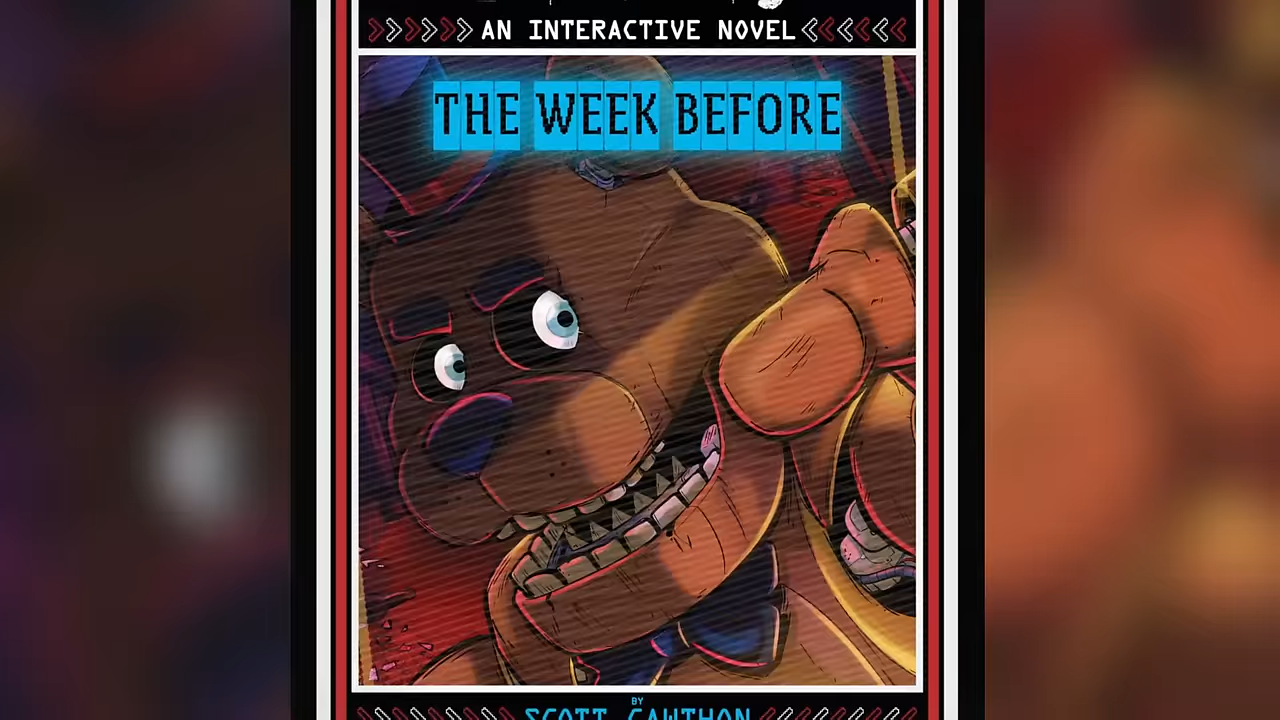 AN INTERACTIVE NOVEL
THE WEEK BEFORE
BY
SCOTT CAWTHON